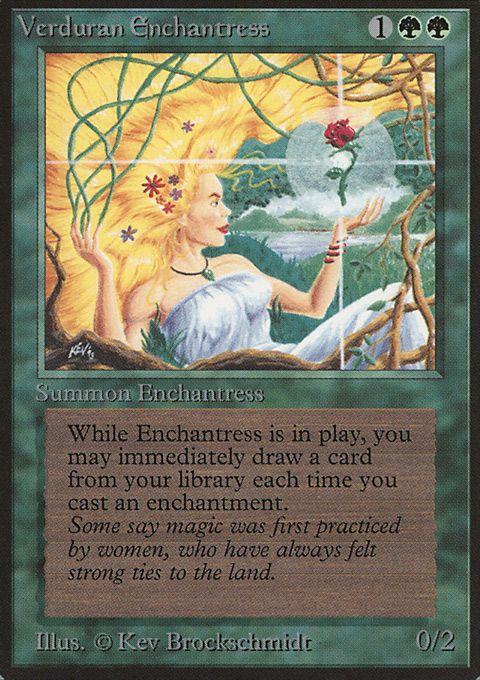 Verduran Enchantress 1
KEV '93
Summon Enchantress
While Enchantress is in play, you
may immediately draw a card
from your library each time you
cast an enchantment.
Some say magic was first practiced
by women, who have always felt
strong ties to the land.
Illus. © Kev Brockschmidt 0/2